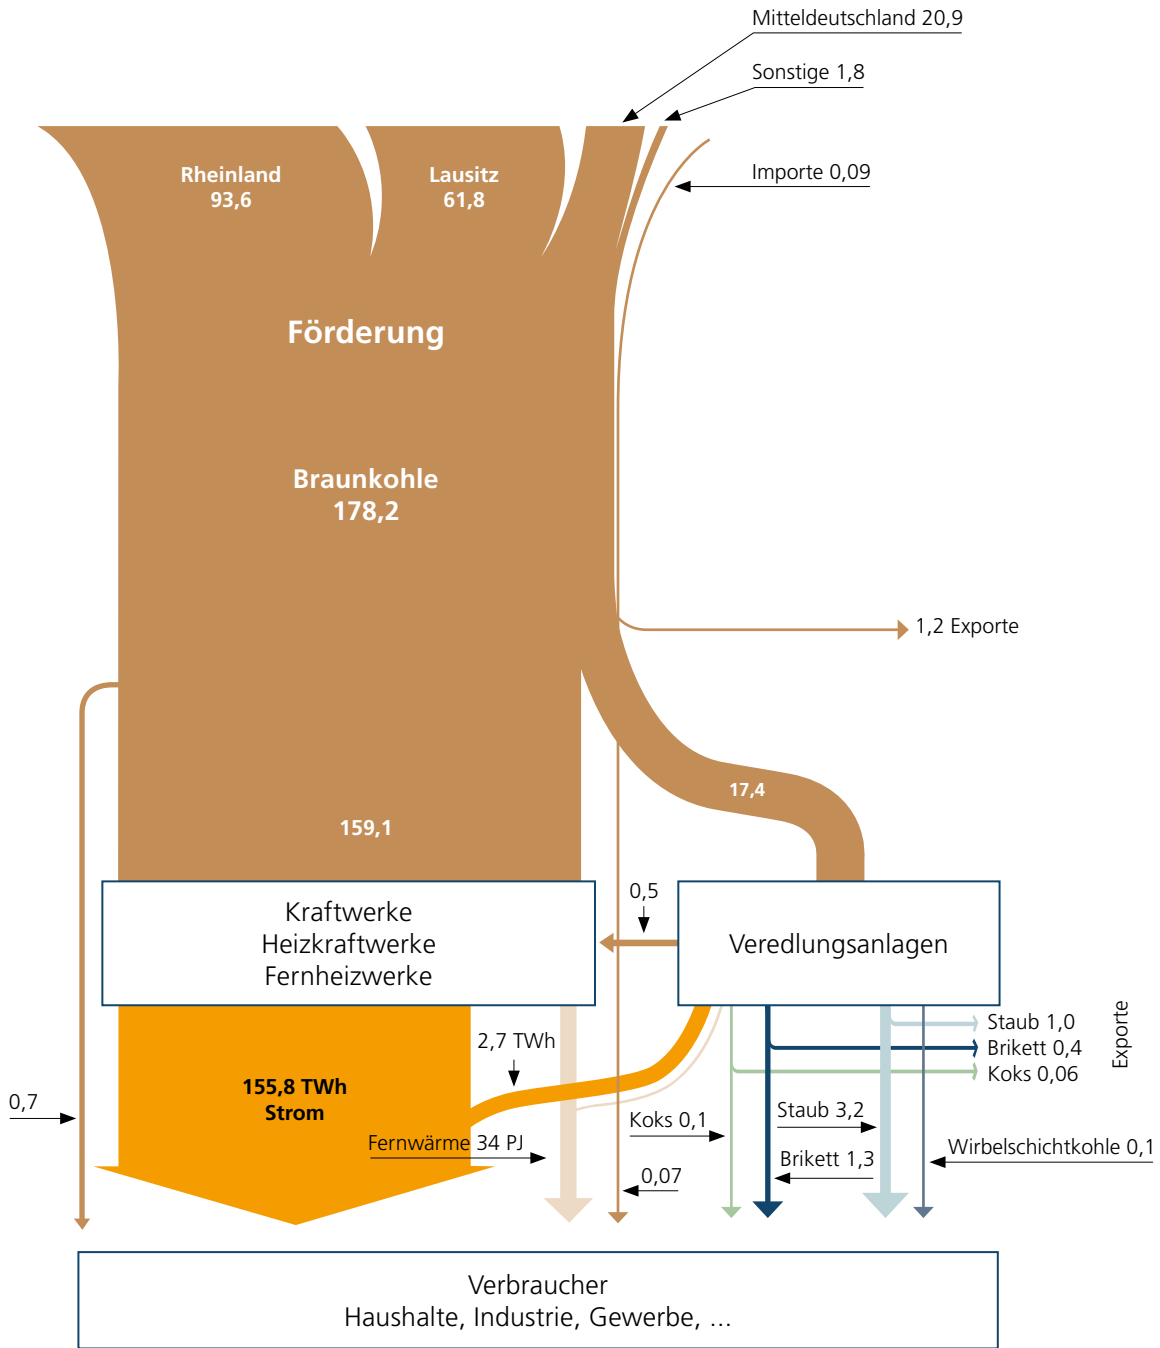 Mitteldeutschland 20,9
Sonstige 1,8
Importe 0,09
Rheinland
93,6
Lausitz
61,8
Förderung
Braunkohle
178,2
1,2 Exporte
17,4
159,1
Kraftwerke
Heizkraftwerke
Fernheizwerke
0,5
Veredlungsanlagen
Staub 1,0
Brikett 0,4
Koks 0,06
Exporte
2,7 TWh
155,8 TWh
Strom
0,7
Fernwärme 34 PJ
Koks 0,1
0,07
Staub 3,2
Brikett 1,3
Wirbelschichtkohle 0,1
Verbraucher
Haushalte, Industrie, Gewerbe, ...